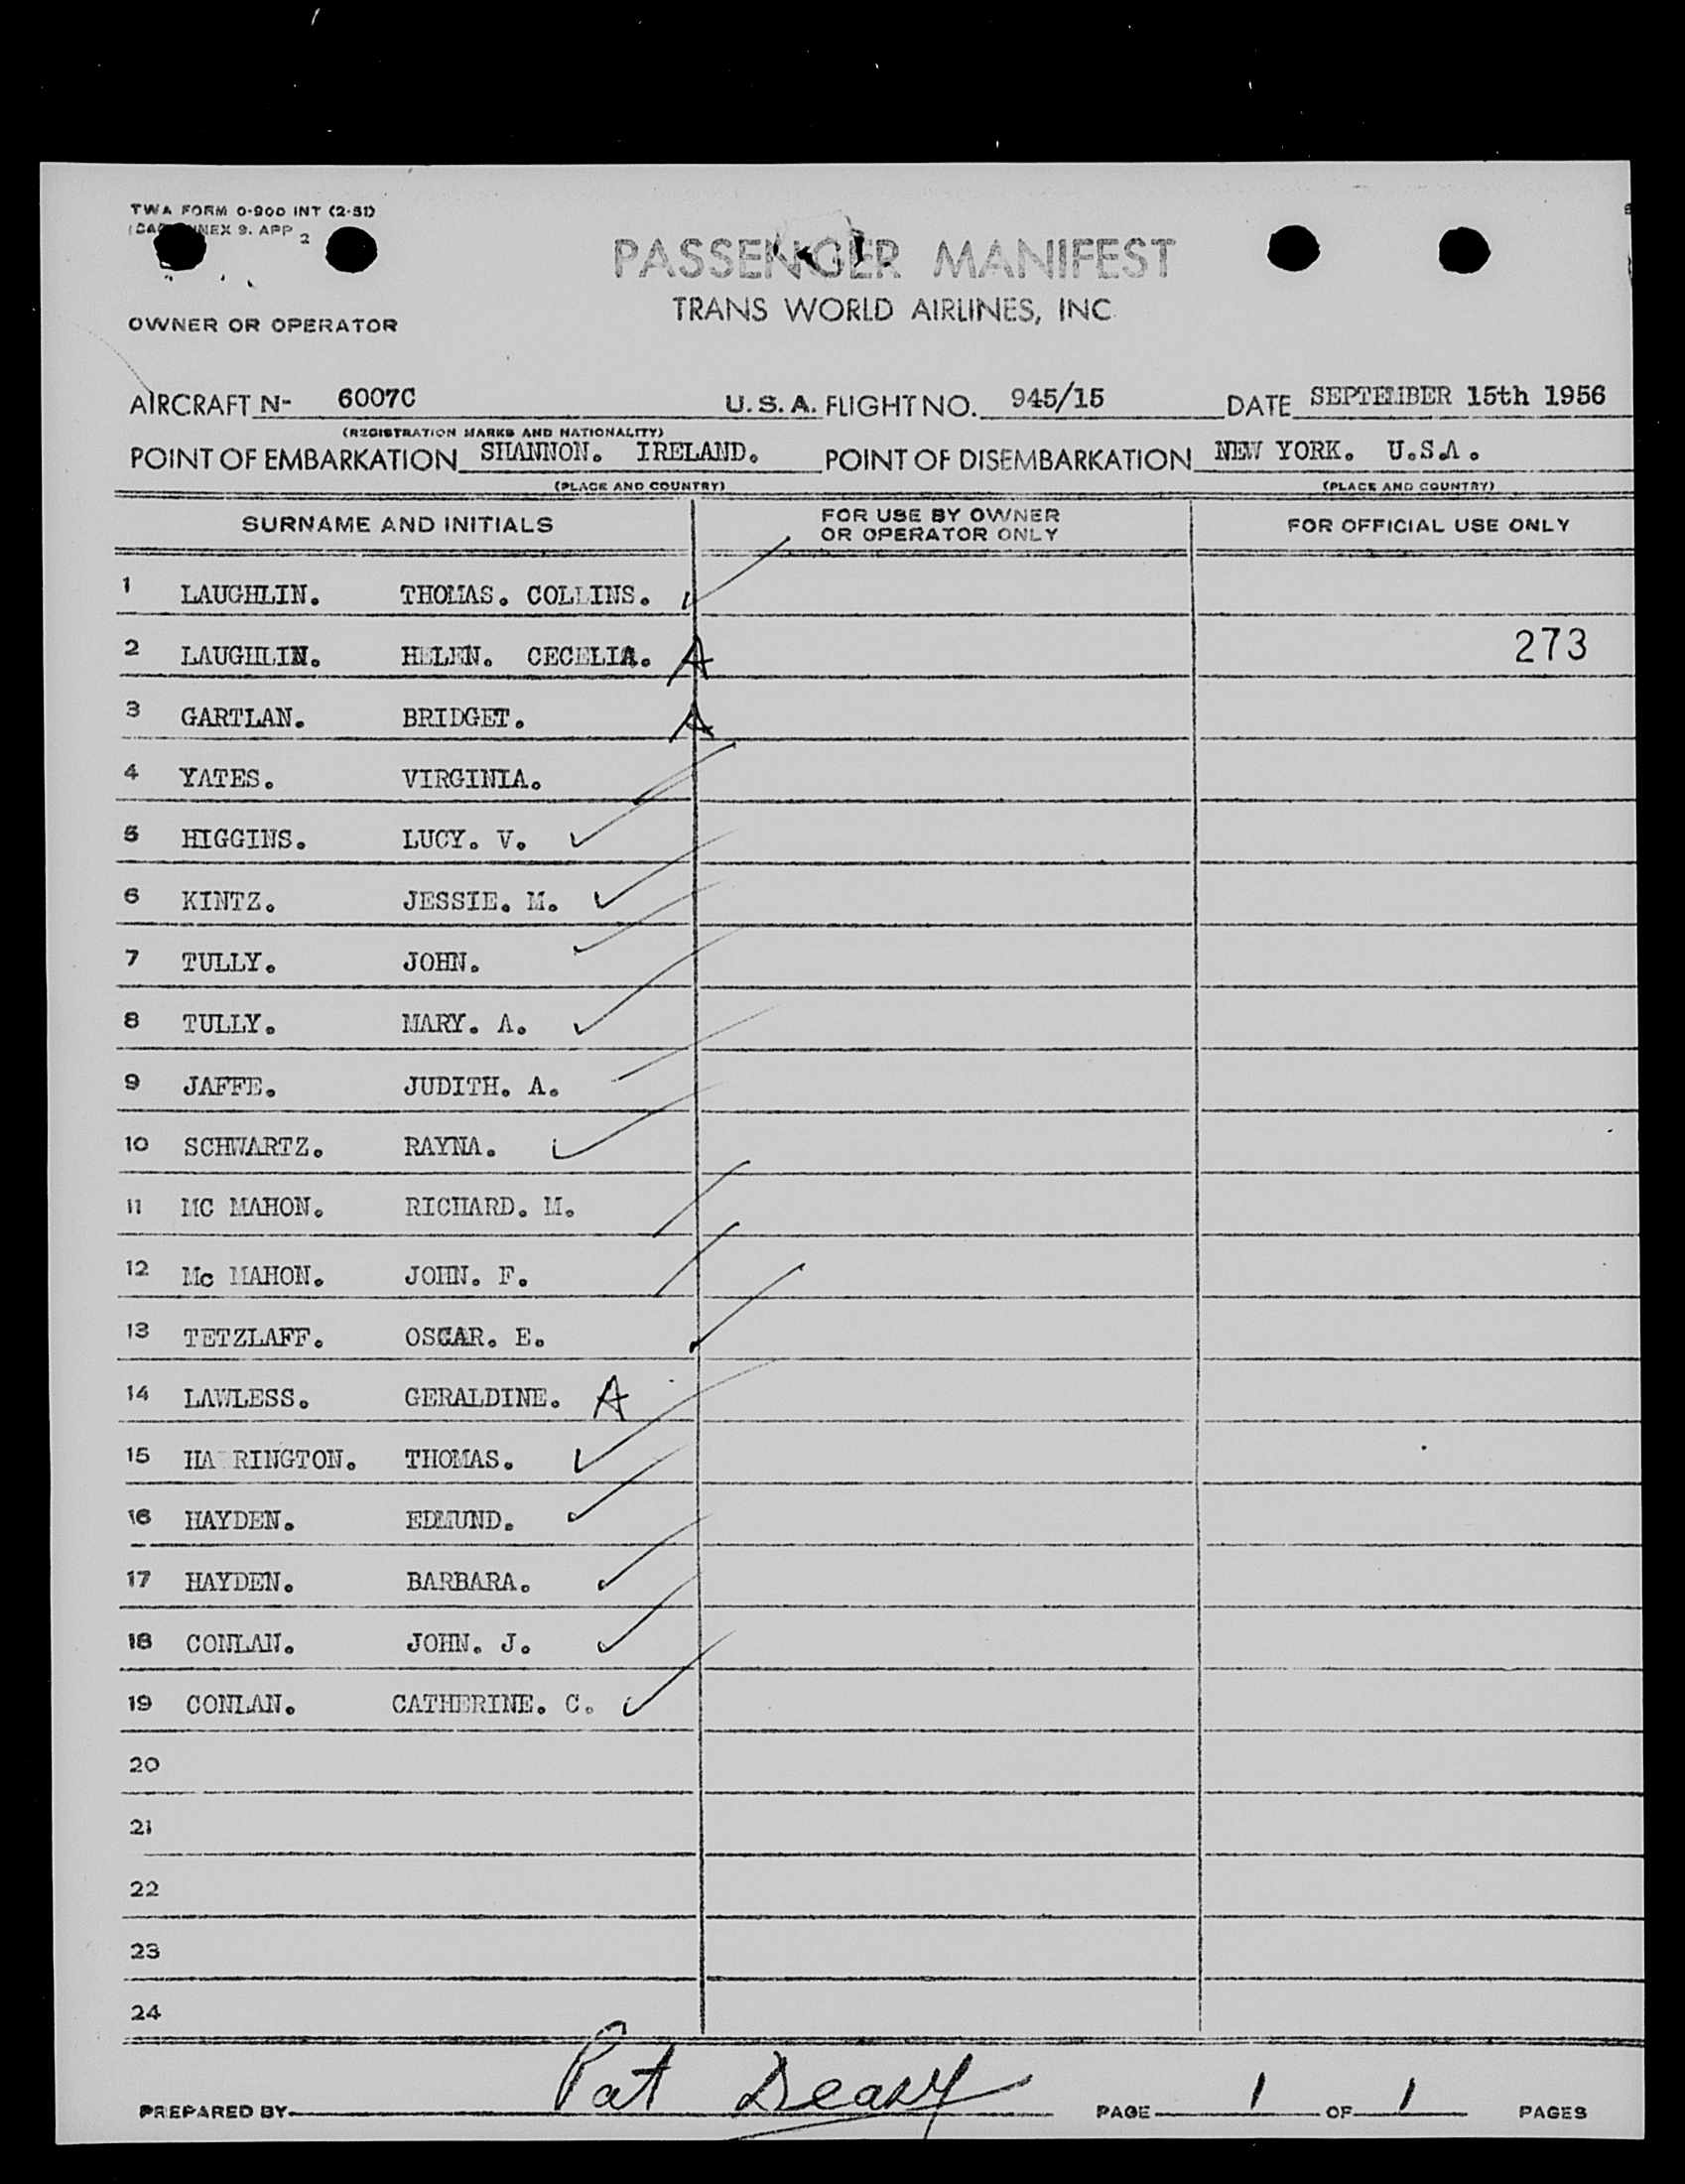 TWA FORM 0-900 INT (2-51)
ANNEX 9. APP 2
PASSENGER MANIFEST
TRANS WORLD AIRLINES, INC.
OWNER OR OPERATOR
AIRCRAFT N- 6007C U.S.A. FLIGHT NO. 945/15 DATE SEPTEMBER 15th 1956
(REGISTRATION MARKS AND NATIONALITY)
POINT OF EMBARKATION SHANNON. IRELAND. POINT OF DISEMBARKATION NEW YORK. U.S.A.
(PLACE AND COUNTRY) (PLACE AND COUNTRY)
SURNAME AND INITIALS FOR USE BY OWNER OR OPERATOR ONLY FOR OFFICIAL USE ONLY
1 LAUGHLIN. THOMAS. COLLINS.
2 LAUGHLIN. HELEN. CECELIA. A 273
3 GARTLAN. BRIDGET. A
4 YATES. VIRGINIA.
5 HIGGINS. LUCY. V.
6 KINTZ. JESSIE. M.
7 TULLY. JOHN.
8 TULLY. MARY. A.
9 JAFFE. JUDITH. A.
10 SCHWARTZ. RAYNA.
11 MC MAHON. RICHARD. M.
12 Mc MAHON. JOHN. F.
13 TETZLAFF. OSCAR. E.
14 LAWLESS. GERALDINE. A
15 HA RINGTON. THOMAS.
16 HAYDEN. EDMUND.
17 HAYDEN. BARBARA.
18 CONLAN. JOHN. J.
19 CONLAN. CATHERINE. C.
20
21
22
23
24
PREPARED BY Pat Deasy PAGE 1 OF 1 PAGES